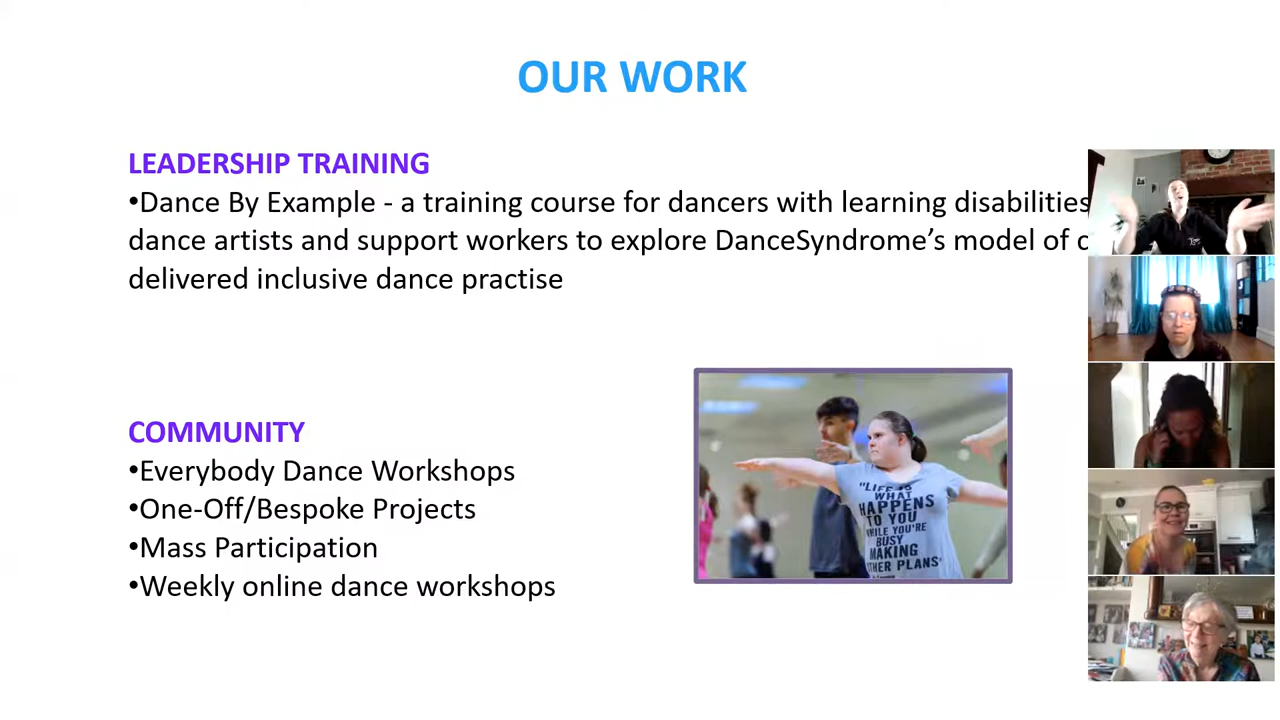 OUR WORK
LEADERSHIP TRAINING
•Dance By Example - a training course for dancers with learning disabilities
dance artists and support workers to explore DanceSyndrome’s model of
delivered inclusive dance practise
COMMUNITY
•Everybody Dance Workshops
•One-Off/Bespoke Projects
•Mass Participation
•Weekly online dance workshops
"LIFE IS
WHAT
HAPPENS
TO YOU
WHILE YOU'RE
BUSY
MAKING
OTHER PLANS"